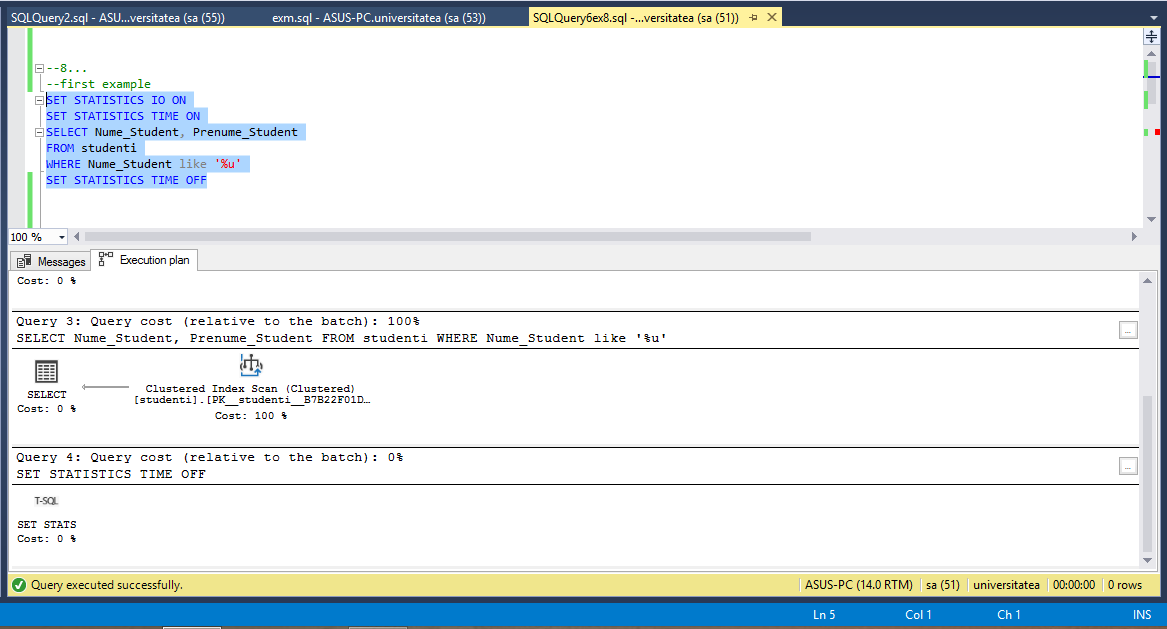 SQLQuery2.sql - ASU...versitatea (sa (55))
exm.sql - ASUS-PC.universitatea (sa (53))
SQLQuery6ex8.sql -...versitatea (sa (51))
--8...
--first example
SET STATISTICS IO ON
SET STATISTICS TIME ON
SELECT Nume_Student, Prenume_Student
FROM studenti
WHERE Nume_Student like '%u'
SET STATISTICS TIME OFF
100 %
Messages
Execution plan
Cost: 0 %
Query 3: Query cost (relative to the batch): 100%
SELECT Nume_Student, Prenume_Student FROM studenti WHERE Nume_Student like '%u'
...
SELECT
Cost: 0 %
Clustered Index Scan (Clustered)
[studenti].[PK__studenti__B7B22F01D…
Cost: 100 %
Query 4: Query cost (relative to the batch): 0%
SET STATISTICS TIME OFF
...
T-SQL
SET STATS
Cost: 0 %
Query executed successfully.
ASUS-PC (14.0 RTM)
sa (51)
universitatea
00:00:00
0 rows
Ln 5
Col 1
Ch 1
INS